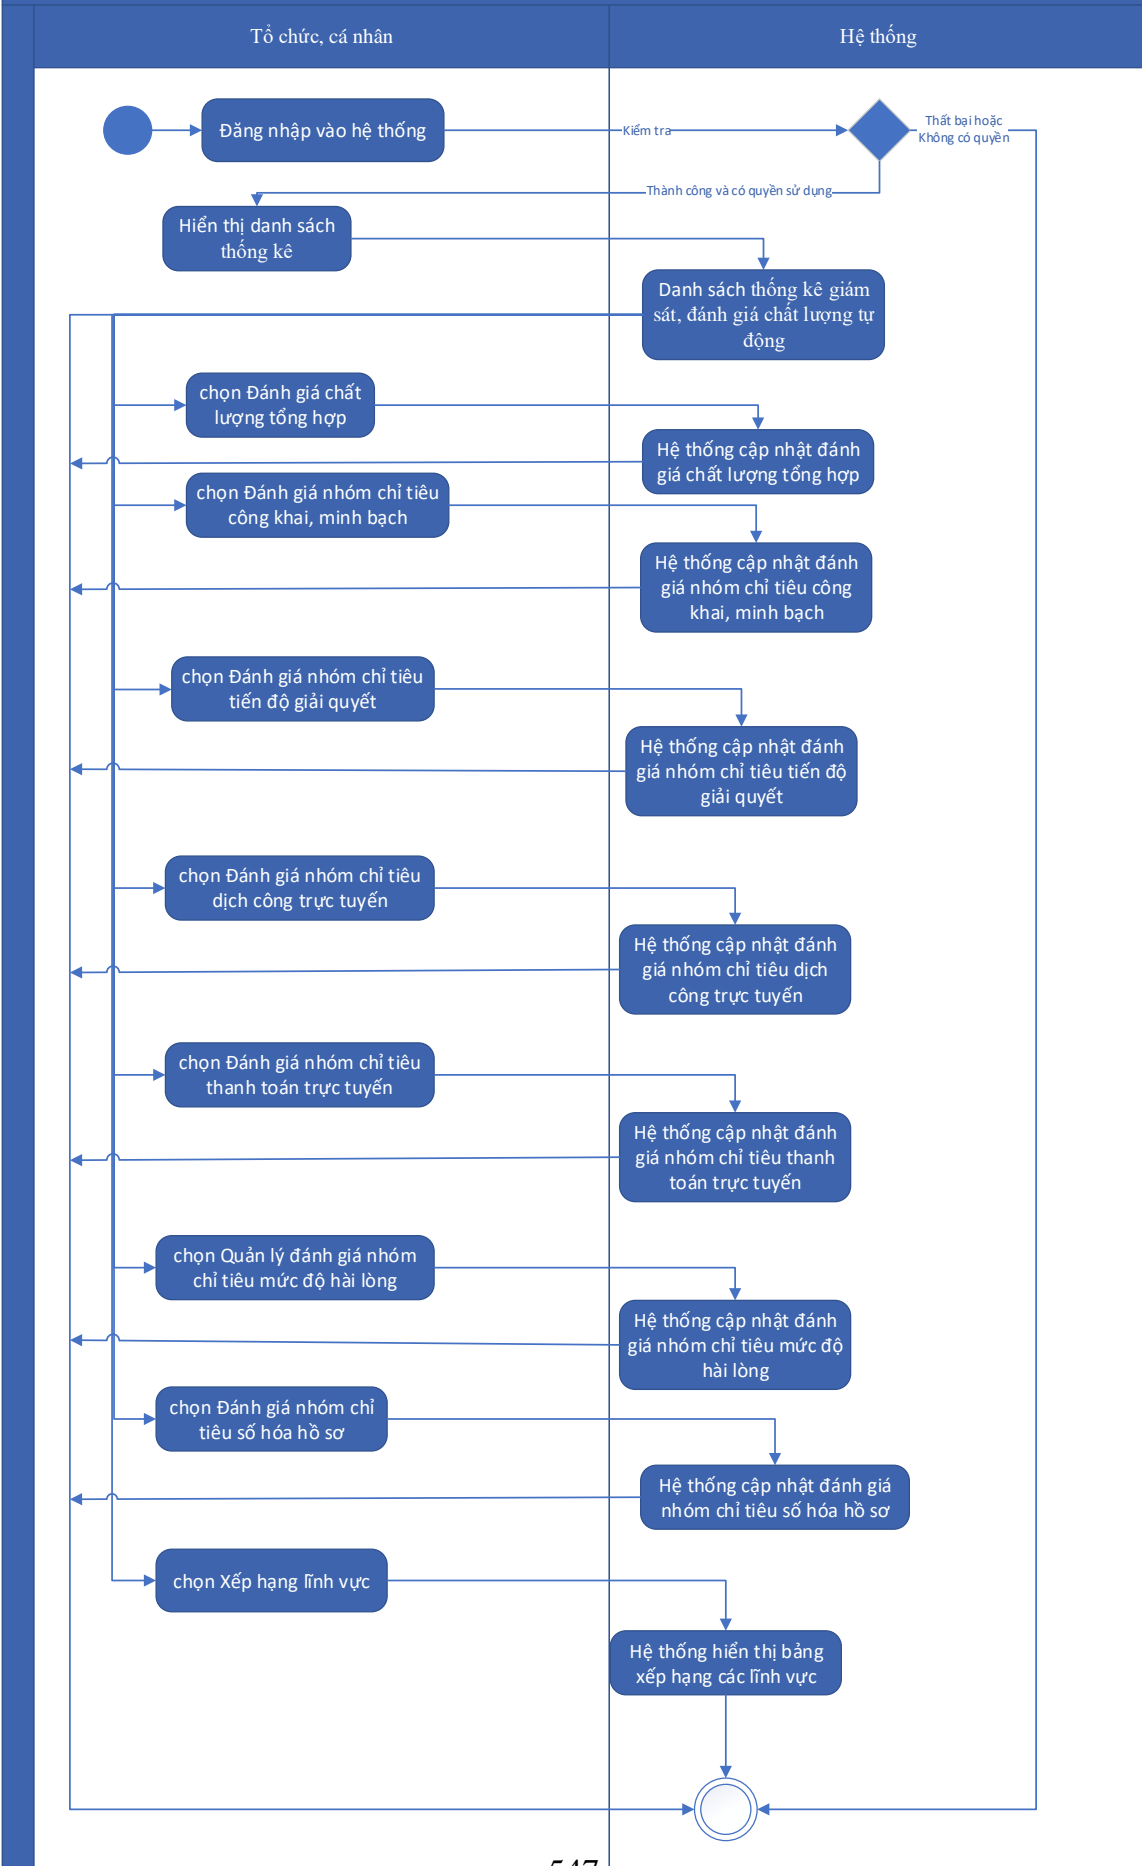 Tổ chức, cá nhân
Hệ thống
Đăng nhập vào hệ thống
Kiểm tra
Thất bại hoặc
Không có quyền
Thành công và có quyền sử dụng
Hiển thị danh sách
thống kê
Danh sách thống kê giám
sát, đánh giá chất lượng tự
động
chọn Đánh giá chất
lượng tổng hợp
Hệ thống cập nhật đánh
giá chất lượng tổng hợp
chọn Đánh giá nhóm chỉ tiêu
công khai, minh bạch
Hệ thống cập nhật đánh
giá nhóm chỉ tiêu công
khai, minh bạch
chọn Đánh giá nhóm chỉ tiêu
tiến độ giải quyết
Hệ thống cập nhật đánh
giá nhóm chỉ tiêu tiến độ
giải quyết
chọn Đánh giá nhóm chỉ tiêu
dịch công trực tuyến
Hệ thống cập nhật đánh
giá nhóm chỉ tiêu dịch
công trực tuyến
chọn Đánh giá nhóm chỉ tiêu
thanh toán trực tuyến
Hệ thống cập nhật đánh
giá nhóm chỉ tiêu thanh
toán trực tuyến
chọn Quản lý đánh giá nhóm
chỉ tiêu mức độ hài lòng
Hệ thống cập nhật đánh
giá nhóm chỉ tiêu mức độ
hài lòng
chọn Đánh giá nhóm chỉ
tiêu số hóa hồ sơ
Hệ thống cập nhật đánh giá
nhóm chỉ tiêu số hóa hồ sơ
chọn Xếp hạng lĩnh vực
Hệ thống hiển thị bảng
xếp hạng các lĩnh vực